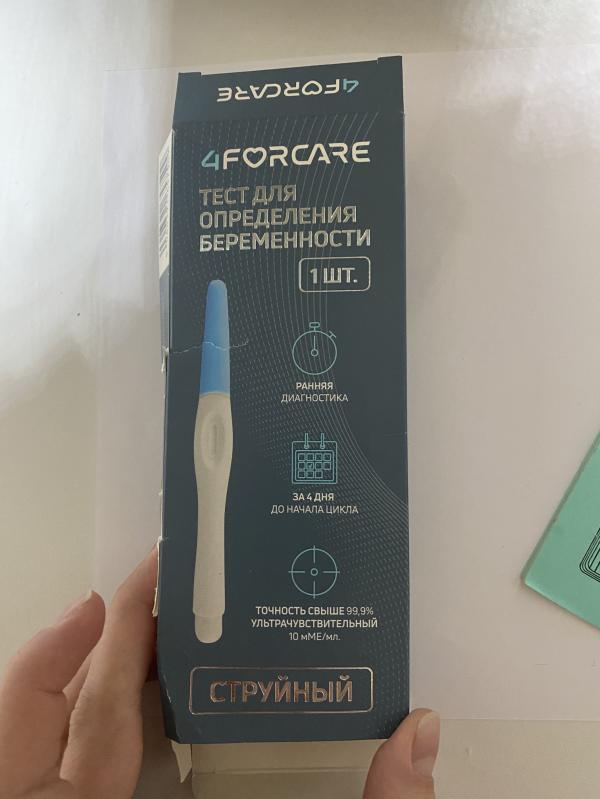 4FORCARE
4FORCARE
ТЕСТ ДЛЯ
ОПРЕДЕЛЕНИЯ
БЕРЕМЕННОСТИ
1 ШТ.
РАННЯЯ
ДИАГНОСТИКА
ЗА 4 ДНЯ
ДО НАЧАЛА ЦИКЛА
ТОЧНОСТЬ СВЫШЕ 99,9%
УЛЬТРАЧУВСТВИТЕЛЬНЫЙ
10 мМЕ/мл.
СТРУЙНЫЙ